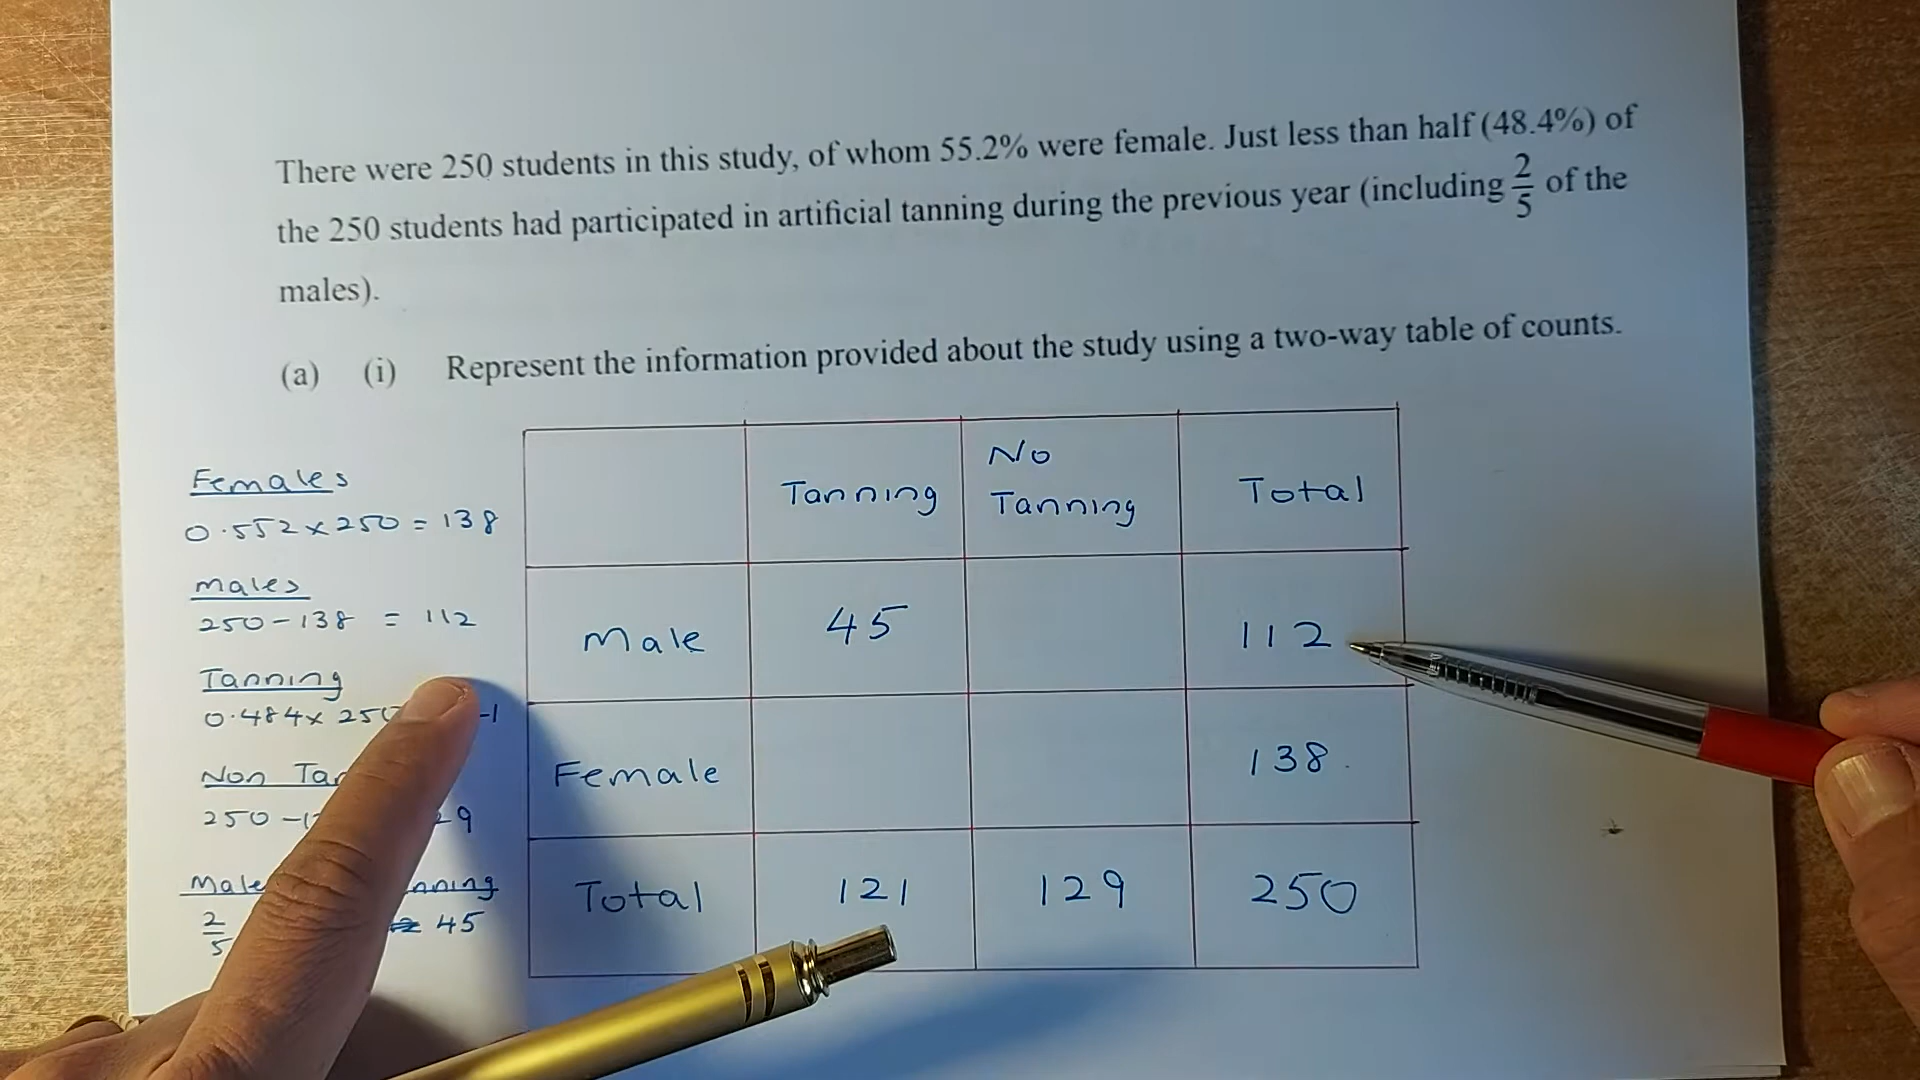 There were 250 students in this study, of whom 55.2% were female. Just less than half (48.4%) of
the 250 students had participated in artificial tanning during the previous year (including 2/5 of the
males).
(a) (i) Represent the information provided about the study using a two-way table of counts.
Females
0.552 x 250 = 138
Males
250 - 138 = 112
Tanning
0.484 x 250
Non
250 -
Male
2/5 ≈ 45
Tanning No Tanning Total
Male 45 112
Female 138
Total 121 129 250